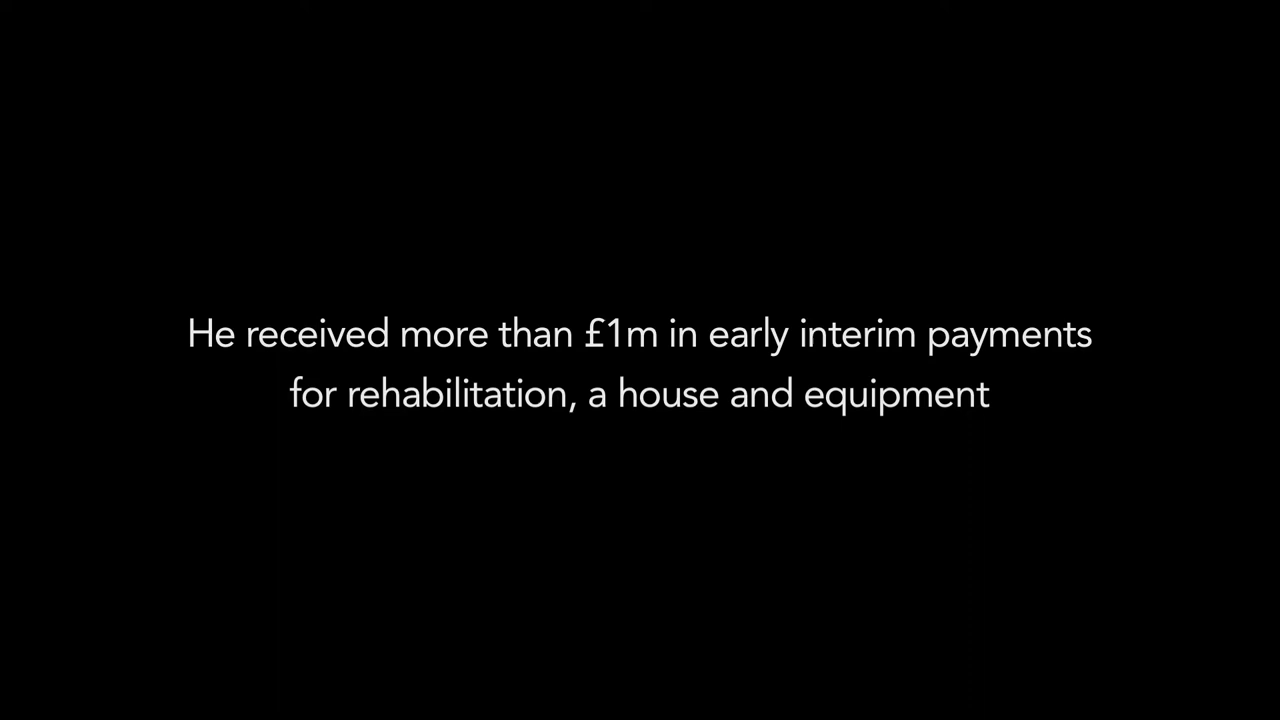 He received more than £1m in early interim payments
for rehabilitation, a house and equipment